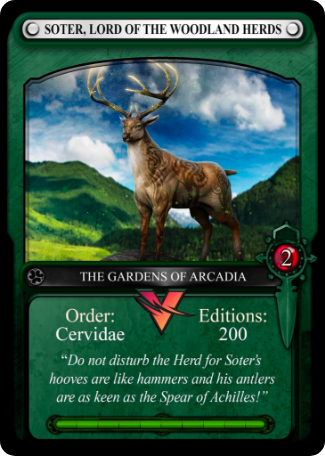 SOTER, LORD OF THE WOODLAND HERDS
2
THE GARDENS OF ARCADIA
Order:
Cervidae
Editions:
200
“Do not disturb the Herd for Soter's
hooves are like hammers and his antlers
are as keen as the Spear of Achilles!”